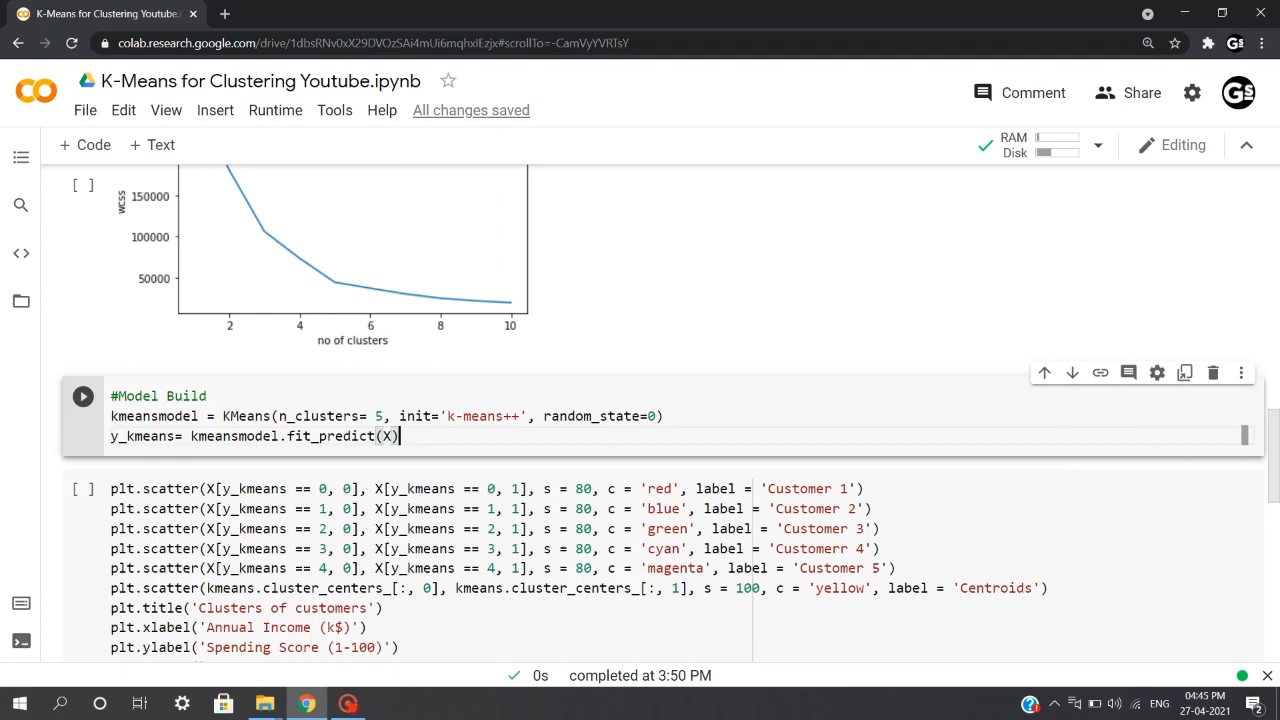 K-Means for Clustering Youtube.i
colab.research.google.com/drive/1dbsRNv0xX29DVOzSAi4mUi6mqhxlEzjx#scrollTo=-CamVyYVRTsY
K-Means for Clustering Youtube.ipynb
File Edit View Insert Runtime Tools Help All changes saved
Comment Share
+ Code + Text
RAM
Disk
Editing
[ ]
wcss
150000
100000
50000
2 4 6 8 10
no of clusters
#Model Build
kmeansmodel = KMeans(n_clusters= 5, init='k-means++', random_state=0)
y_kmeans= kmeansmodel.fit_predict(X)
[ ]
plt.scatter(X[y_kmeans == 0, 0], X[y_kmeans == 0, 1], s = 80, c = 'red', label = 'Customer 1')
plt.scatter(X[y_kmeans == 1, 0], X[y_kmeans == 1, 1], s = 80, c = 'blue', label = 'Customer 2')
plt.scatter(X[y_kmeans == 2, 0], X[y_kmeans == 2, 1], s = 80, c = 'green', label = 'Customer 3')
plt.scatter(X[y_kmeans == 3, 0], X[y_kmeans == 3, 1], s = 80, c = 'cyan', label = 'Customerr 4')
plt.scatter(X[y_kmeans == 4, 0], X[y_kmeans == 4, 1], s = 80, c = 'magenta', label = 'Customer 5')
plt.scatter(kmeans.cluster_centers_[:, 0], kmeans.cluster_centers_[:, 1], s = 100, c = 'yellow', label = 'Centroids')
plt.title('Clusters of customers')
plt.xlabel('Annual Income (k$)')
plt.ylabel('Spending Score (1-100)')
0s completed at 3:50 PM
ENG
04:45 PM
27-04-2021
2